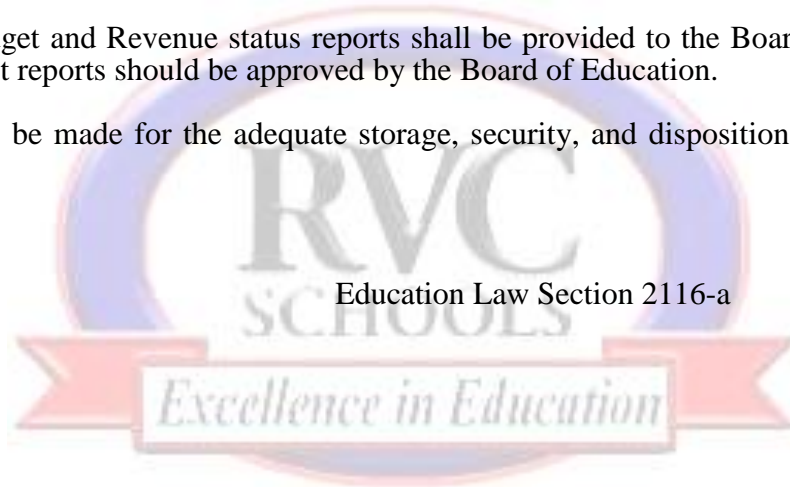 get and Revenue status reports shall be provided to the Boar
t reports should be approved by the Board of Education.
be made for the adequate storage, security, and disposition
RVC
Education Law Section 2116-a
SCHOOLS
Excellence in Education